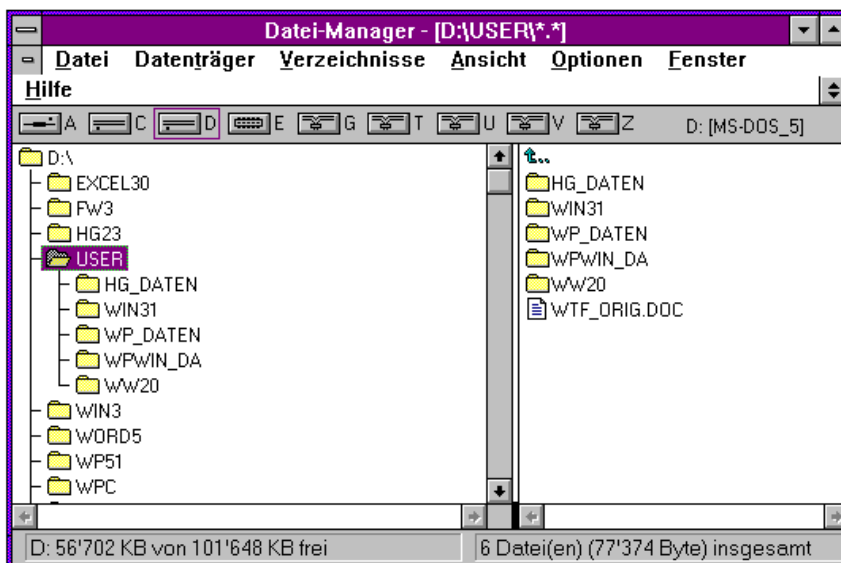 Datei-Manager - [D:\USER\*.*]
Datei Datenträger Verzeichnisse Ansicht Optionen Fenster
Hilfe
A C D E G T U V Z D: [MS-DOS_5]
D:\
EXCEL30
FW3
HG23
USER
HG_DATEN
WIN31
WP_DATEN
WPWIN_DA
WW20
WIN3
WORD5
WP51
WPC
..
HG_DATEN
WIN31
WP_DATEN
WPWIN_DA
WW20
WTF_ORIG.DOC
D: 56'702 KB von 101'648 KB frei
6 Datei(en) (77'374 Byte) insgesamt